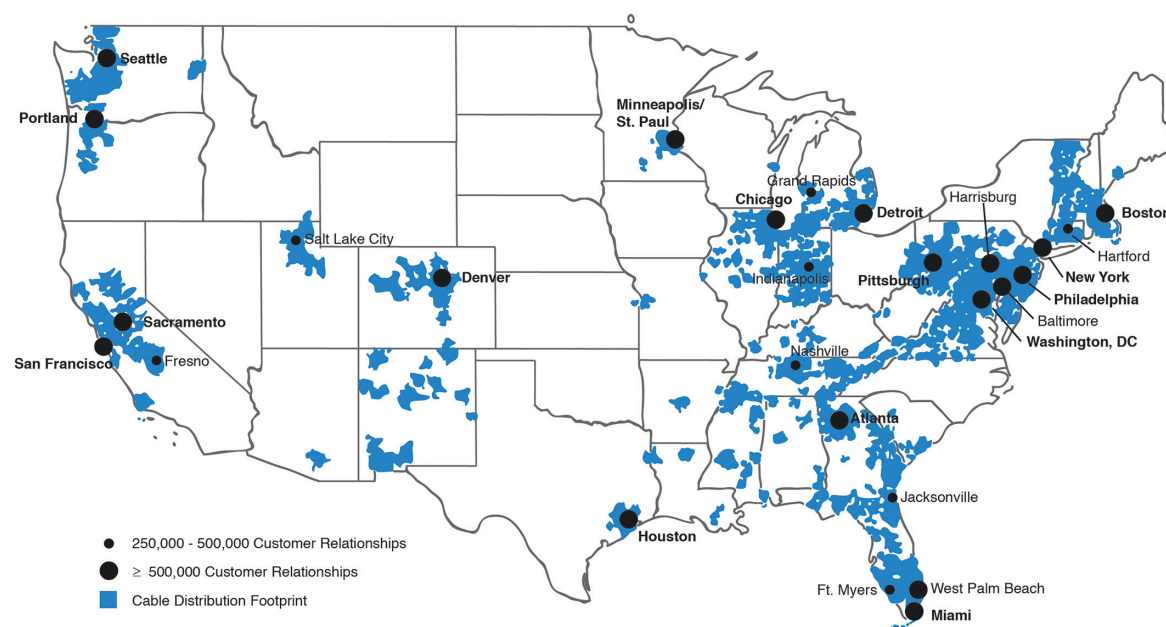 Seattle
Portland
Minneapolis/
St. Paul
Grand Rapids
Harrisburg
Chicago
Detroit
Boston
Salt Lake City
Hartford
Denver
Indianapolis
Pittsburgh
New York
Philadelphia
Baltimore
Washington, DC
Sacramento
San Francisco
Fresno
Nashville
Atlanta
Jacksonville
Houston
Ft. Myers
West Palm Beach
Miami
250,000 - 500,000 Customer Relationships
≥ 500,000 Customer Relationships
Cable Distribution Footprint